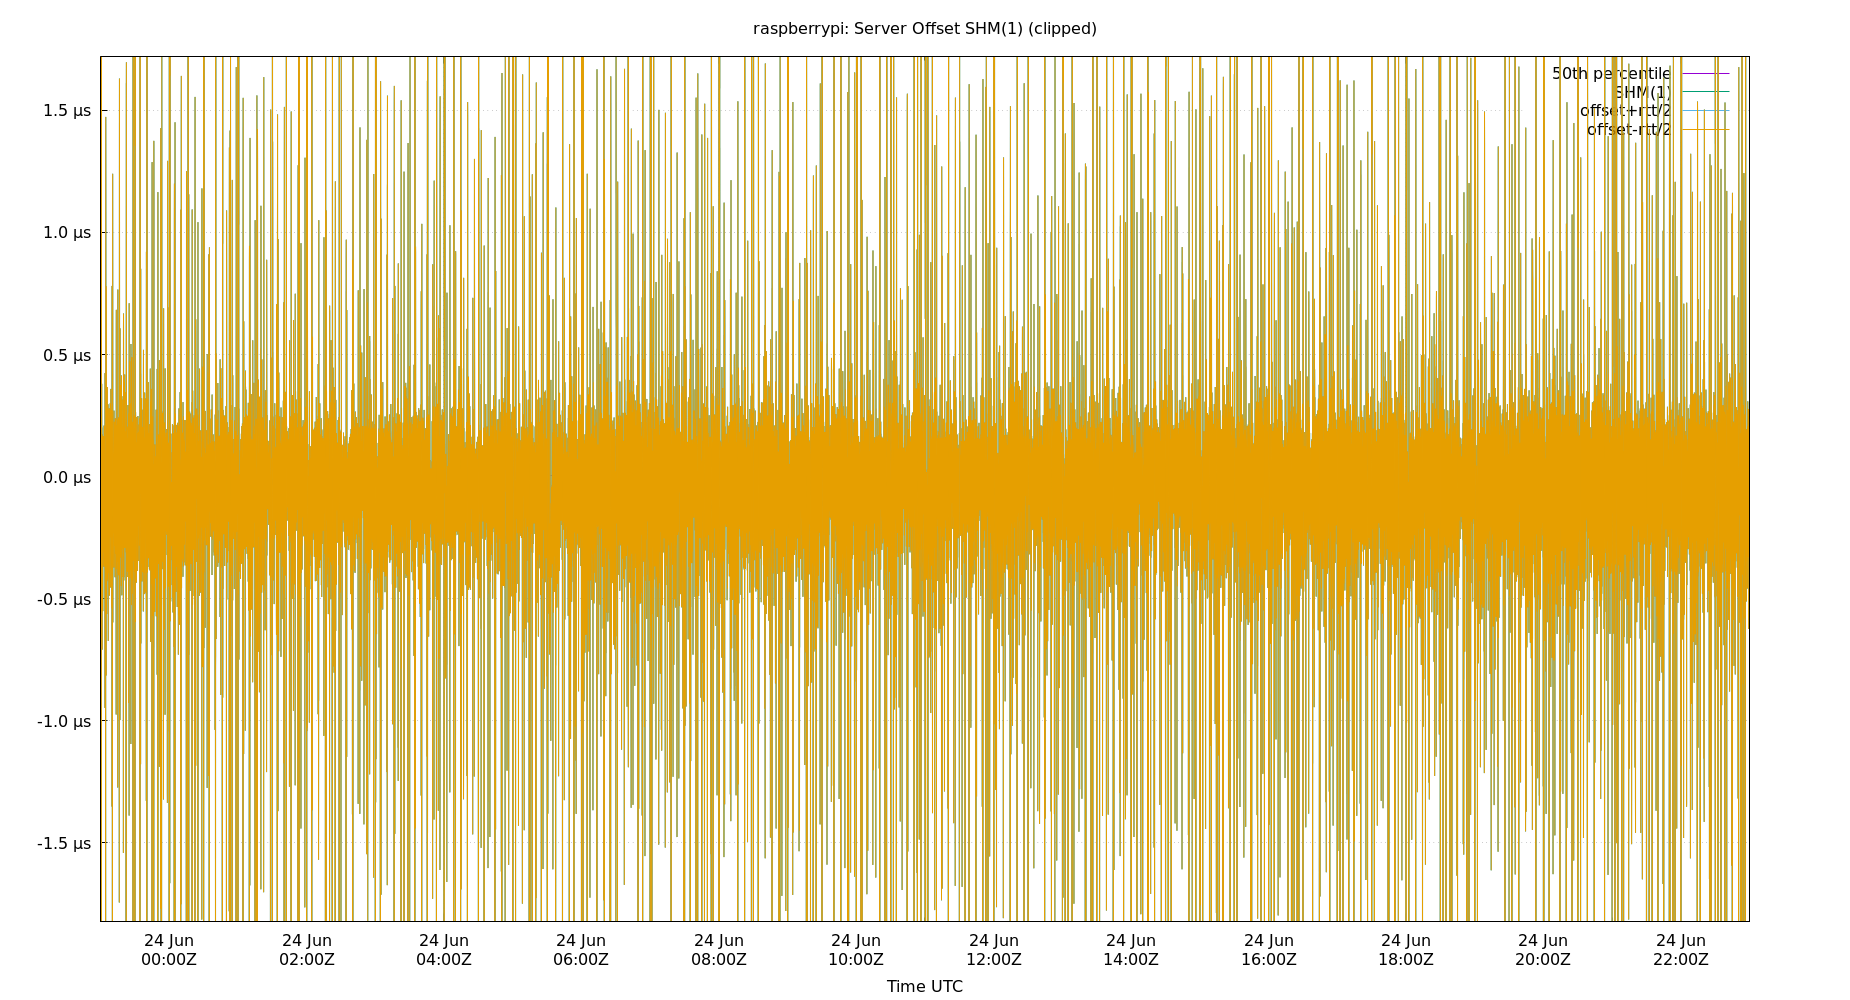 raspberrypi: Server Offset SHM(1) (clipped)
50th percentile
SHM(1)
offset+rtt/2
offset-rtt/2
1.5 µs
1.0 µs
0.5 µs
0.0 µs
-0.5 µs
-1.0 µs
-1.5 µs
24 Jun 24 Jun 24 Jun 24 Jun 24 Jun 24 Jun 24 Jun 24 Jun 24 Jun 24 Jun 24 Jun 24 Jun
00:00Z 02:00Z 04:00Z 06:00Z 08:00Z 10:00Z 12:00Z 14:00Z 16:00Z 18:00Z 20:00Z 22:00Z
Time UTC